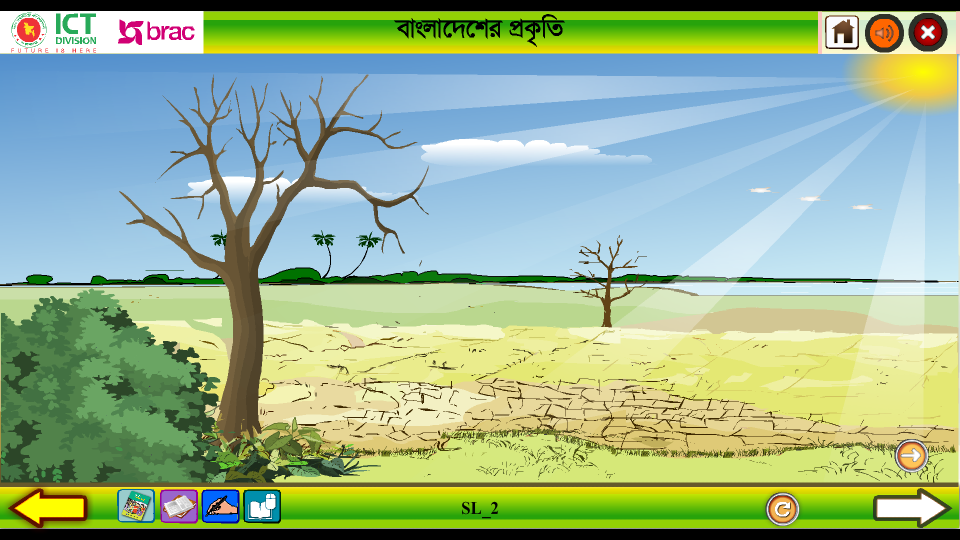 ICT
DIVISION
FUTURE IS HERE
brac
বাংলাদেশের প্রকৃতি
SL_2